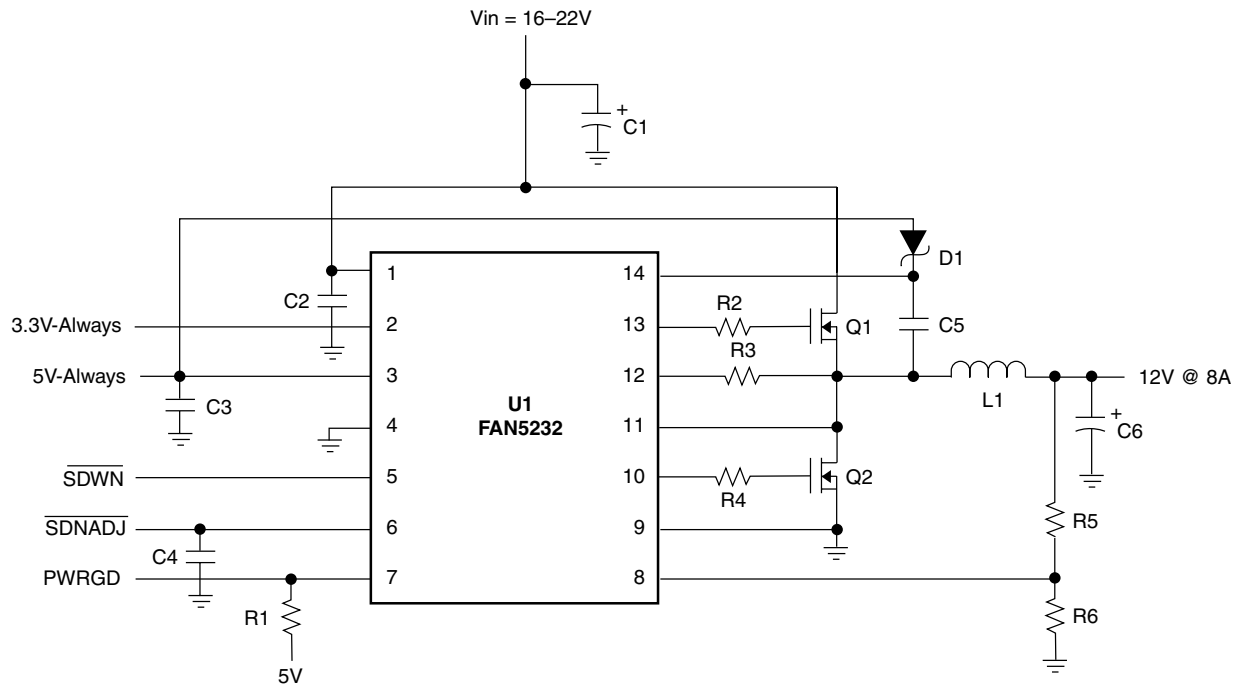 Vin = 16–22V
+
C1
D1
1
14
C2
R2
3.3V-Always
2
13
Q1
C5
R3
5V-Always
3
12
12V @ 8A
L1
C3
U1
FAN5232
+
C6
4
11
SDWN
5
10
Q2
R4
SDNADJ
6
9
R5
C4
PWRGD
7
8
R1
R6
5V